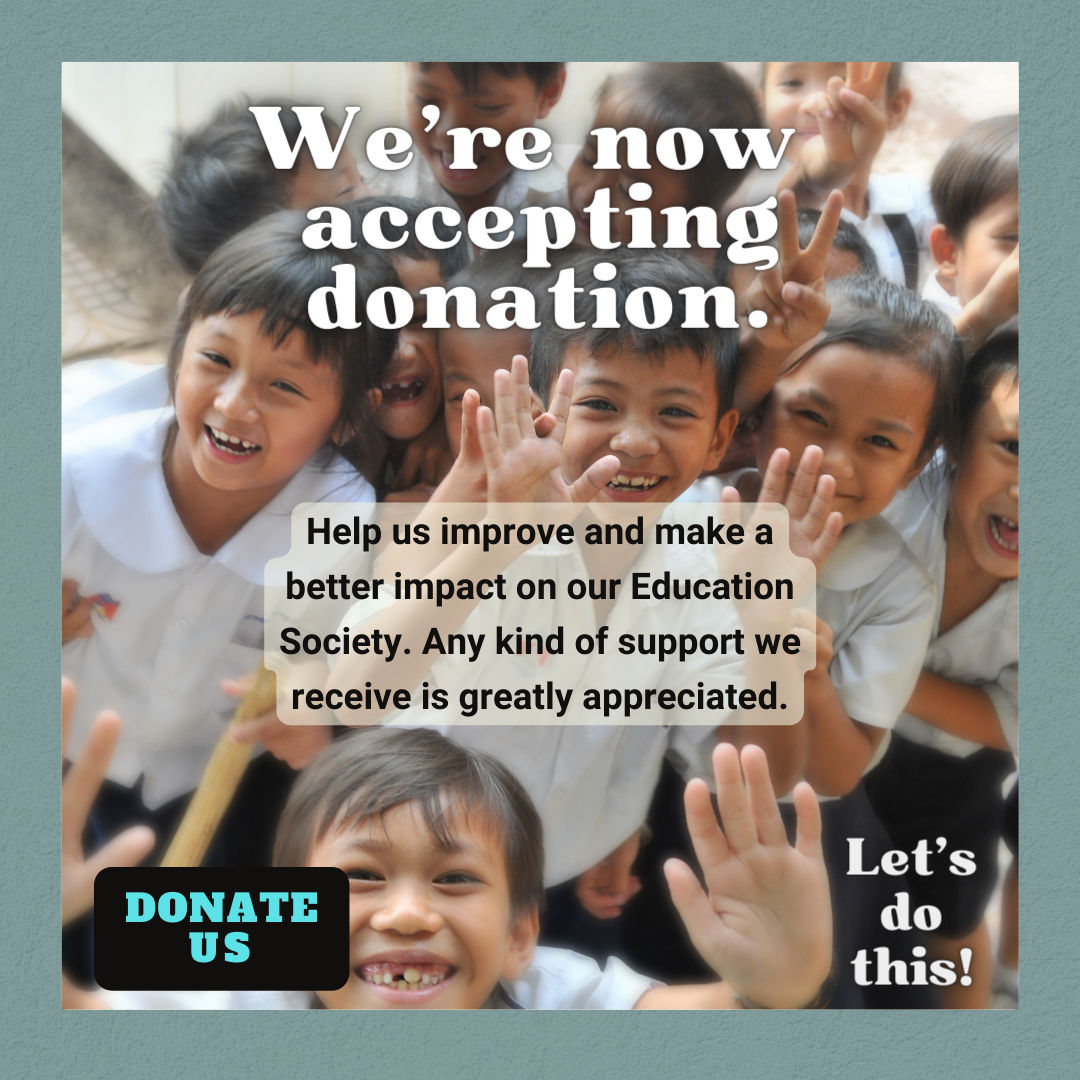 We're now
accepting
donation.
Help us improve and make a
better impact on our Education
Society. Any kind of support we
receive is greatly appreciated.
DONATE
US
Let's
do
this!